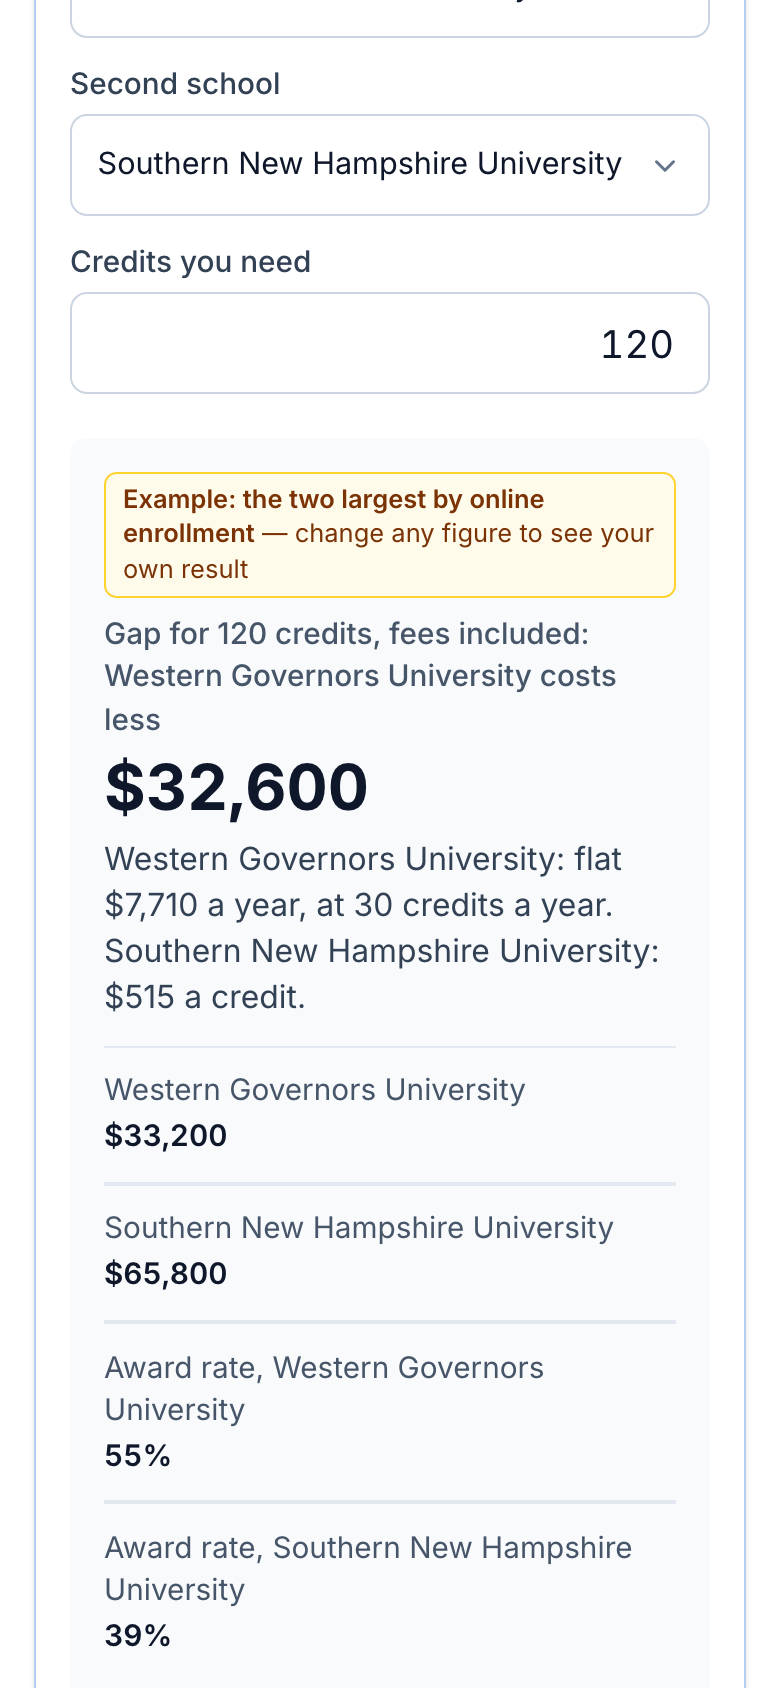 Second school
Southern New Hampshire University
Credits you need
120
Example: the two largest by online
enrollment — change any figure to see your
own result
Gap for 120 credits, fees included:
Western Governors University costs
less
$32,600
Western Governors University: flat
$7,710 a year, at 30 credits a year.
Southern New Hampshire University:
$515 a credit.
Western Governors University
$33,200
Southern New Hampshire University
$65,800
Award rate, Western Governors
University
55%
Award rate, Southern New Hampshire
University
39%